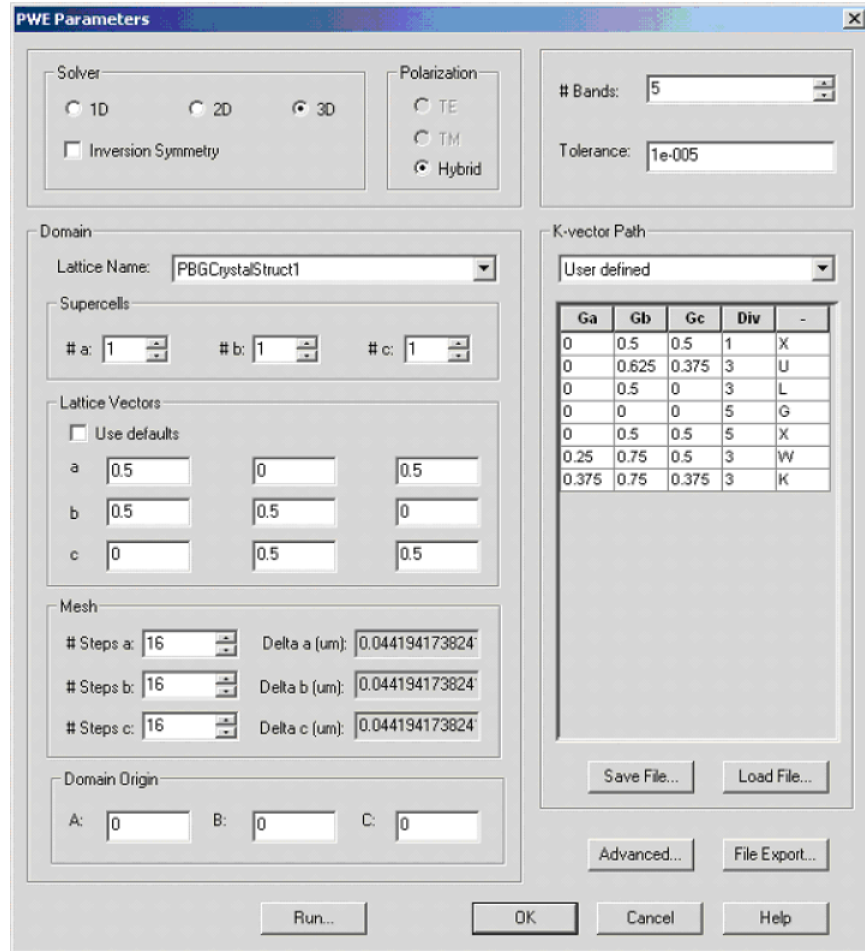 PWE Parameters
Solver
1D 2D 3D
Inversion Symmetry
Polarization
TE
TM
Hybrid
# Bands: 5
Tolerance: 1e-005
Domain
Lattice Name: PBGCrystalStruct1
Supercells
# a: 1 # b: 1 # c: 1
Lattice Vectors
Use defaults
a 0.5 0 0.5
b 0.5 0.5 0
c 0 0.5 0.5
Mesh
# Steps a: 16 Delta a (um): 0.044194173824
# Steps b: 16 Delta b (um): 0.044194173824
# Steps c: 16 Delta c (um): 0.044194173824
Domain Origin
A: 0 B: 0 C: 0
K-vector Path
User defined
Ga Gb Gc Div -
0 0.5 0.5 1 X
0 0.625 0.375 3 U
0 0.5 0 3 L
0 0 0 5 G
0 0.5 0.5 5 X
0.25 0.75 0.5 3 W
0.375 0.75 0.375 3 K
Save File... Load File...
Advanced... File Export...
Run... OK Cancel Help